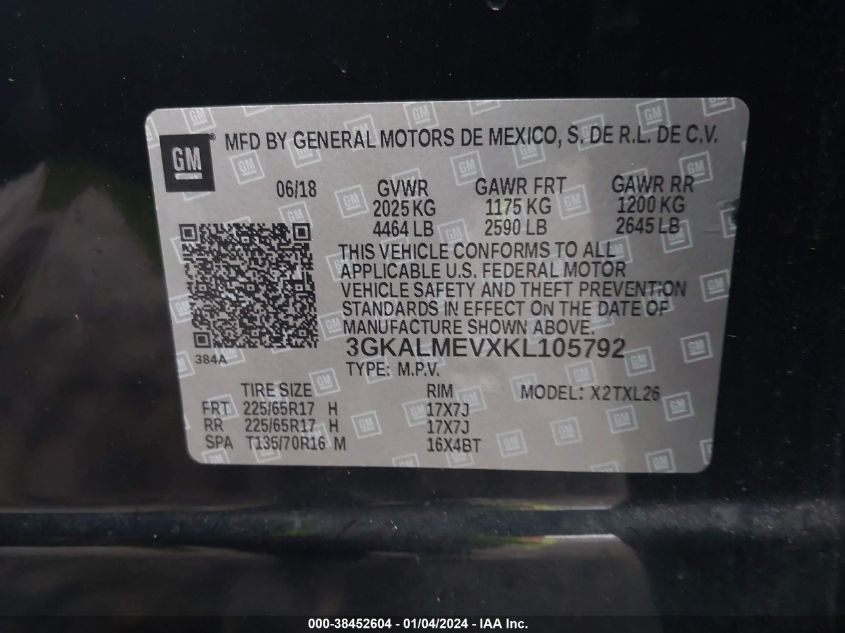 GM
MFD BY GENERAL MOTORS DE MEXICO, S. DE R.L. DE C.V.
06/18 GVWR GAWR FRT GAWR RR
2025 KG 1175 KG 1200 KG
4464 LB 2590 LB 2645 LB
THIS VEHICLE CONFORMS TO ALL
APPLICABLE U.S. FEDERAL MOTOR
VEHICLE SAFETY AND THEFT PREVENTION
STANDARDS IN EFFECT ON THE DATE OF
MANUFACTURE SHOWN ABOVE.
384A
3GKALMEVXKL105792
TYPE: M.P.V.
TIRE SIZE RIM MODEL: X2TXL26
FRT 225/65R17 H 17X7J
RR 225/65R17 H 17X7J
SPA T135/70R16 M 16X4BT
000-38452604 - 01/04/2024 - IAA Inc.